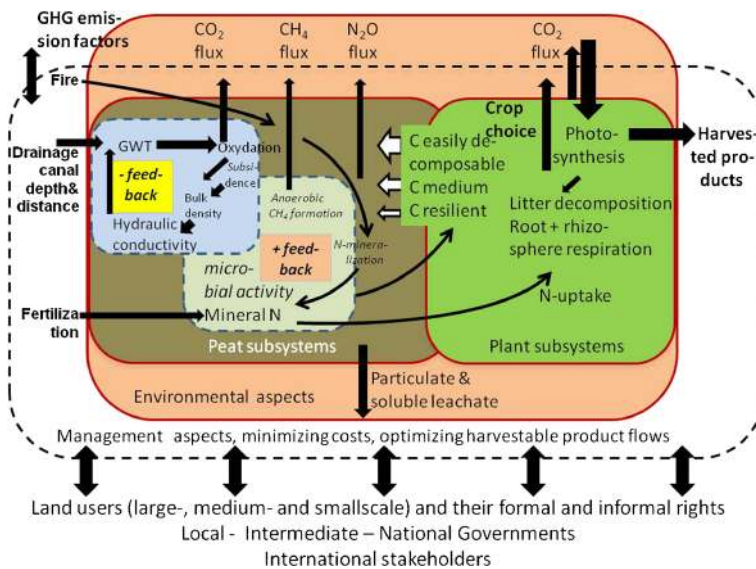 GHG emis-
sion factors
CO2
flux
CH4
flux
N2O
flux
CO2
flux
Fire
Drainage
canal
depth&
distance
GWT
Oxydation
- feed-
back
Subsi-
dence
Bulk
density
Hydraulic
conductivity
Anaerobic
CH4 formation
+ feed-
back
N-minera-
lization
micro-
bial activity
Mineral N
Fertiliza
tion
Peat subsystems
C easily de-
composable
C medium
C resilient
Crop
choice
Photo-
synthesis
Harves-
ted pro-
ducts
Litter decomposition
Root + rhizo-
sphere respiration
N-uptake
Plant subsystems
Environmental aspects
Particulate &
soluble leachate
Management aspects, minimizing costs, optimizing harvestable product flows
Land users (large-, medium- and smallscale) and their formal and informal rights
Local - Intermediate – National Governments
International stakeholders